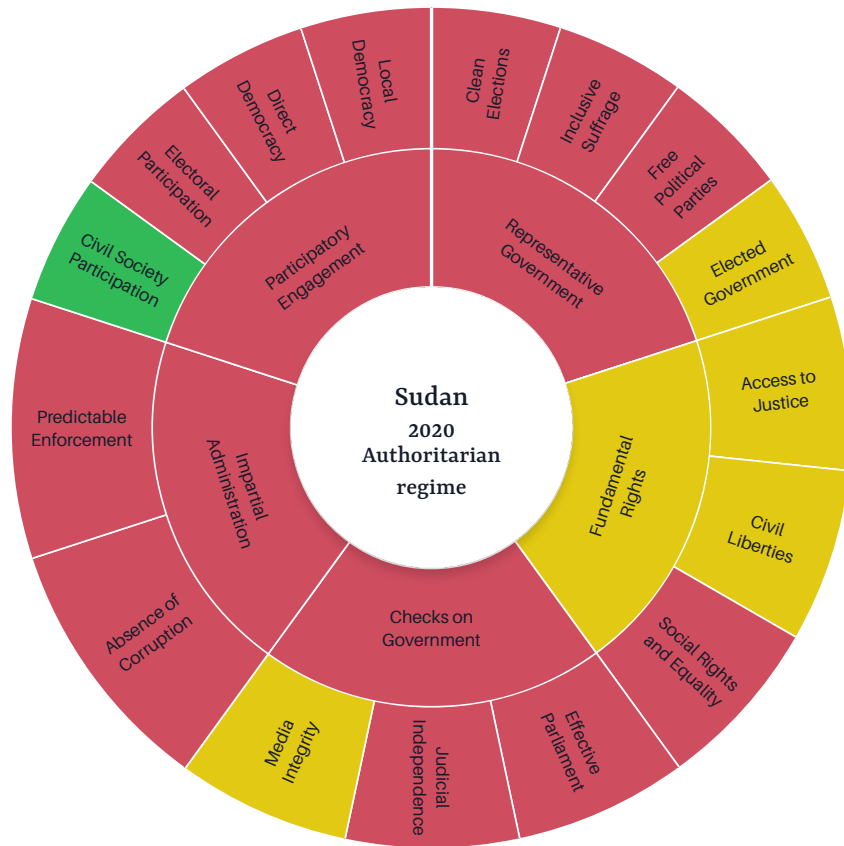 Sudan
2020
Authoritarian
regime
Representative
Government
Clean
Elections
Inclusive
Suffrage
Free
Political
Parties
Elected
Government
Fundamental
Rights
Access to
Justice
Civil
Liberties
Social Rights
and Equality
Checks on
Government
Effective
Parliament
Judicial
Independence
Media
Integrity
Impartial
Administration
Absence of
Corruption
Predictable
Enforcement
Participatory
Engagement
Civil Society
Participation
Electoral
Participation
Direct
Democracy
Local
Democracy